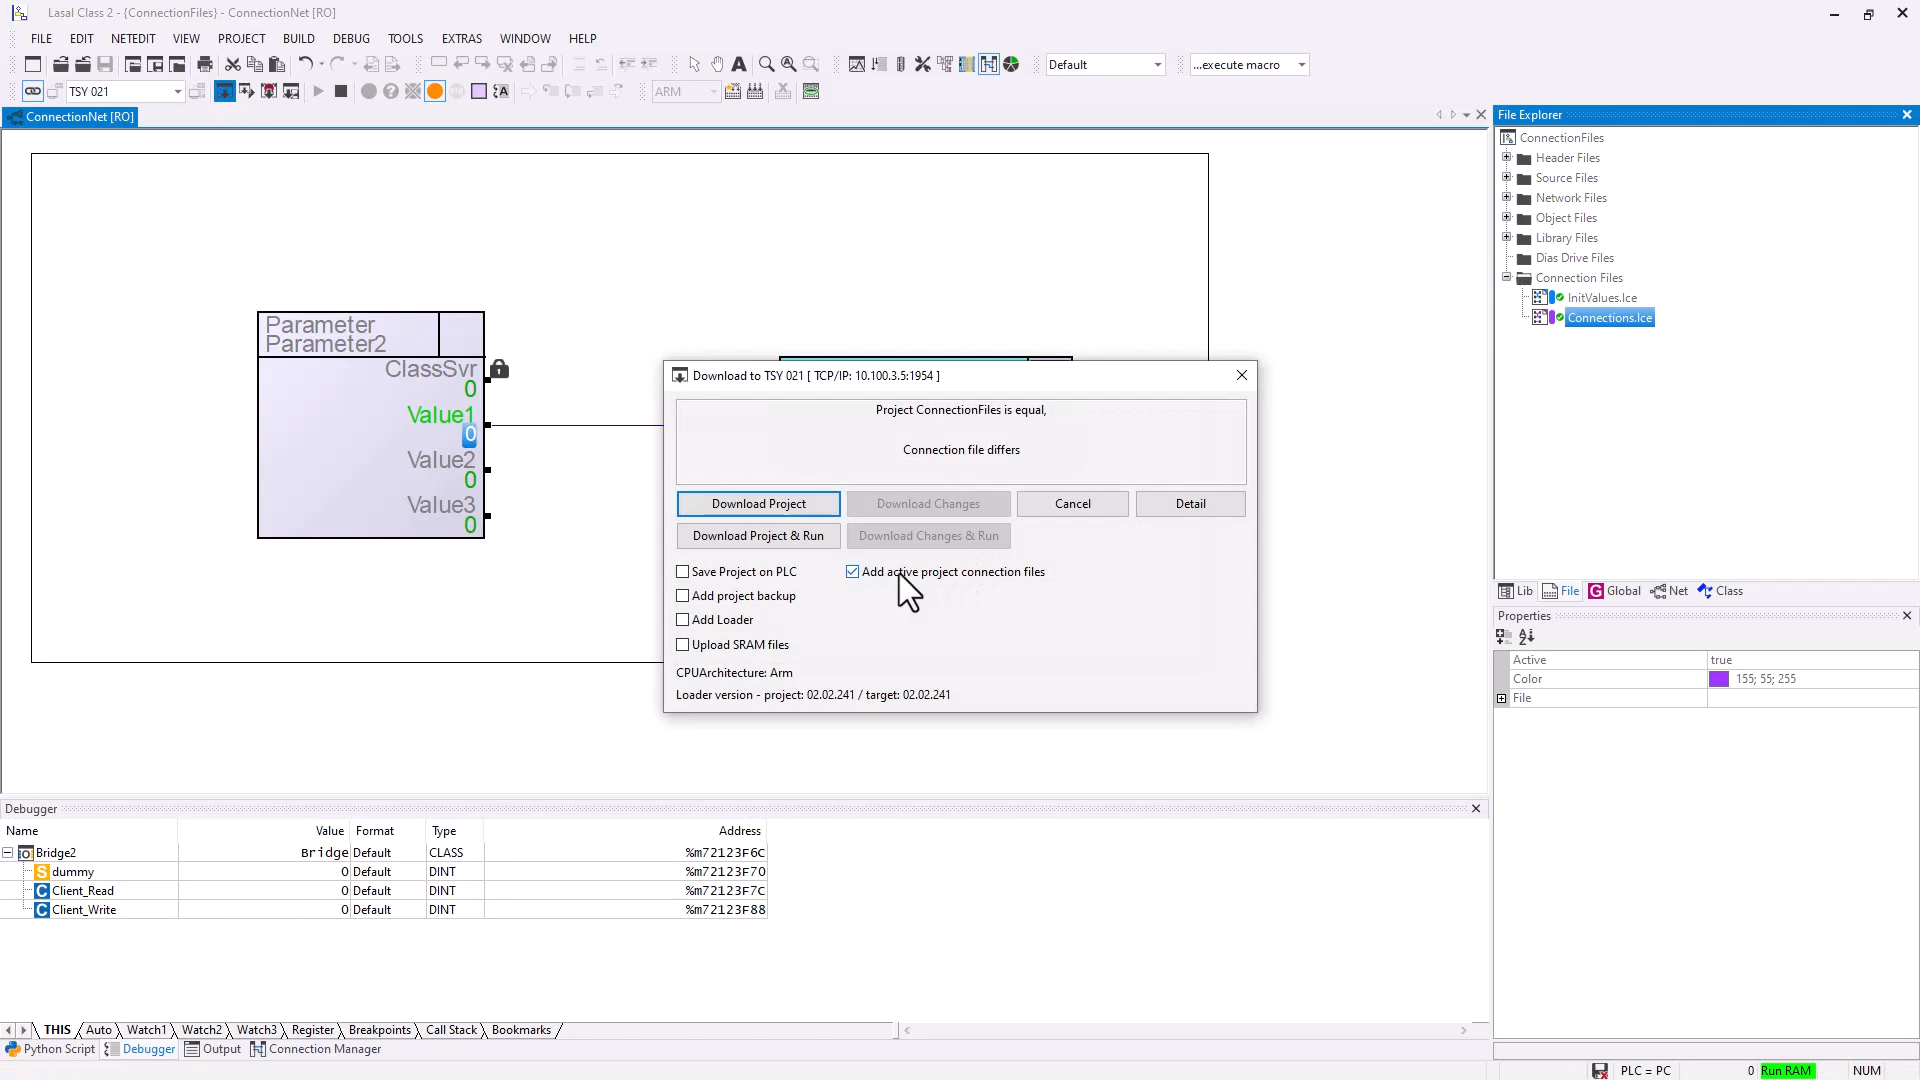 Lasal Class 2 - {ConnectionFiles} - ConnectionNet [RO]
FILE EDIT NETEDIT VIEW PROJECT BUILD DEBUG TOOLS EXTRAS WINDOW HELP
Default
...execute macro
TSY 021
ARM
ConnectionNet [RO]
Parameter
Parameter2
ClassSvr
0
Value1
0
Value2
0
Value3
0
Download to TSY 021 [ TCP/IP: 10.100.3.5:1954 ]
Project ConnectionFiles is equal,
Connection file differs
Download Project Download Changes Cancel Detail
Download Project & Run Download Changes & Run
Save Project on PLC Add active project connection files
Add project backup
Add Loader
Upload SRAM files
CPUArchitecture: Arm
Loader version - project: 02.02.241 / target: 02.02.241
File Explorer
ConnectionFiles
Header Files
Source Files
Network Files
Object Files
Library Files
Dias Drive Files
Connection Files
InitValues.lce
Connections.lce
Lib File Global Net Class
Properties
Active true
Color 155; 55; 255
File
Debugger
Name Value Format Type Address
Bridge2 Bridge Default CLASS %m72123F6C
dummy 0 Default DINT %m72123F70
Client_Read 0 Default DINT %m72123F7C
Client_Write 0 Default DINT %m72123F88
THIS Auto Watch1 Watch2 Watch3 Register Breakpoints Call Stack Bookmarks
Python Script Debugger Output Connection Manager
PLC = PC 0 Run RAM NUM